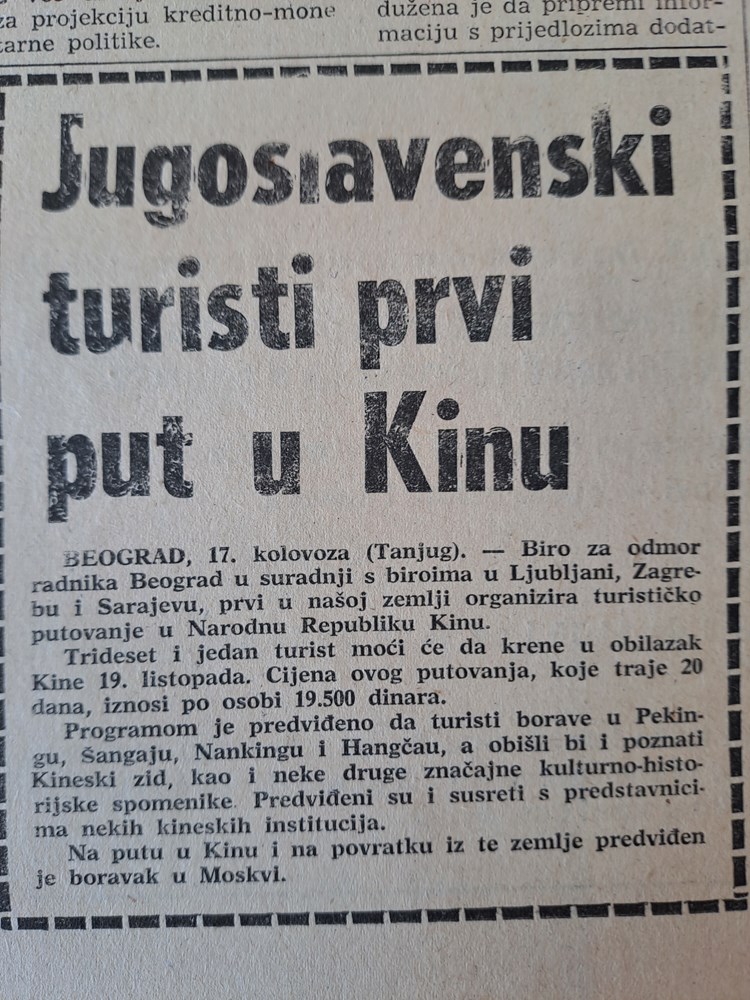 za projekciju kreditno-mone
tarne politike.
dužena je da pripremi infor-
maciju s prijedlozima dodat-
Jugoslavenski
turisti prvi
put u Kinu
BEOGRAD, 17. kolovoza (Tanjug). — Biro za odmor
radnika Beograd u suradnji s biroima u Ljubljani, Zagre-
bu i Sarajevu, prvi u našoj zemlji organizira turističko
putovanje u Narodnu Republiku Kinu.
Trideset i jedan turist moći će da krene u obilazak
Kine 19. listopada. Cijena ovog putovanja, koje traje 20
dana, iznosi po osobi 19.500 dinara.
Programom je predviđeno da turisti borave u Pekin-
gu, Šangaju, Nankingu i Hangčau, a obišli bi i poznati
Kineski zid, kao i neke druge značajne kulturno-histo-
rijske spomenike. Predviđeni su i susreti s predstavnici-
ma nekih kineskih institucija.
Na putu u Kinu i na povratku iz te zemlje predviđen
je boravak u Moskvi.